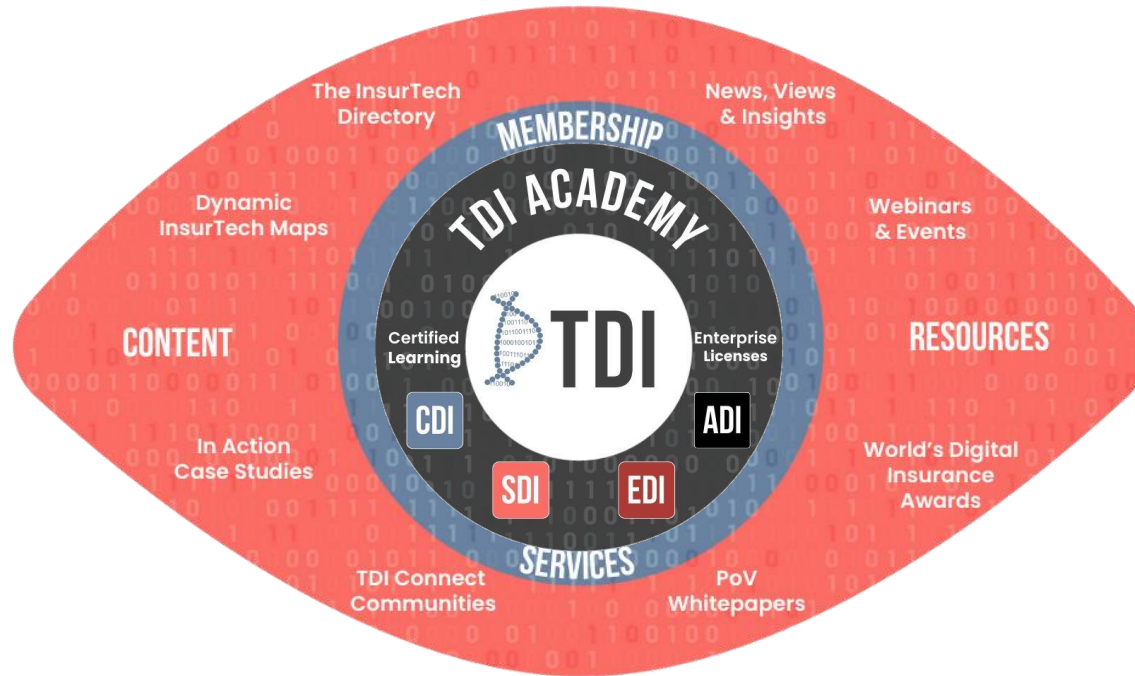 The InsurTech
Directory
News, Views
& Insights
MEMBERSHIP
TDI ACADEMY
Dynamic
InsurTech Maps
Webinars
& Events
CONTENT
Certified
Learning
TDI
Enterprise
Licenses
RESOURCES
CDI
ADI
In Action
Case Studies
World's Digital
Insurance
Awards
SDI
EDI
SERVICES
TDI Connect
Communities
PoV
Whitepapers